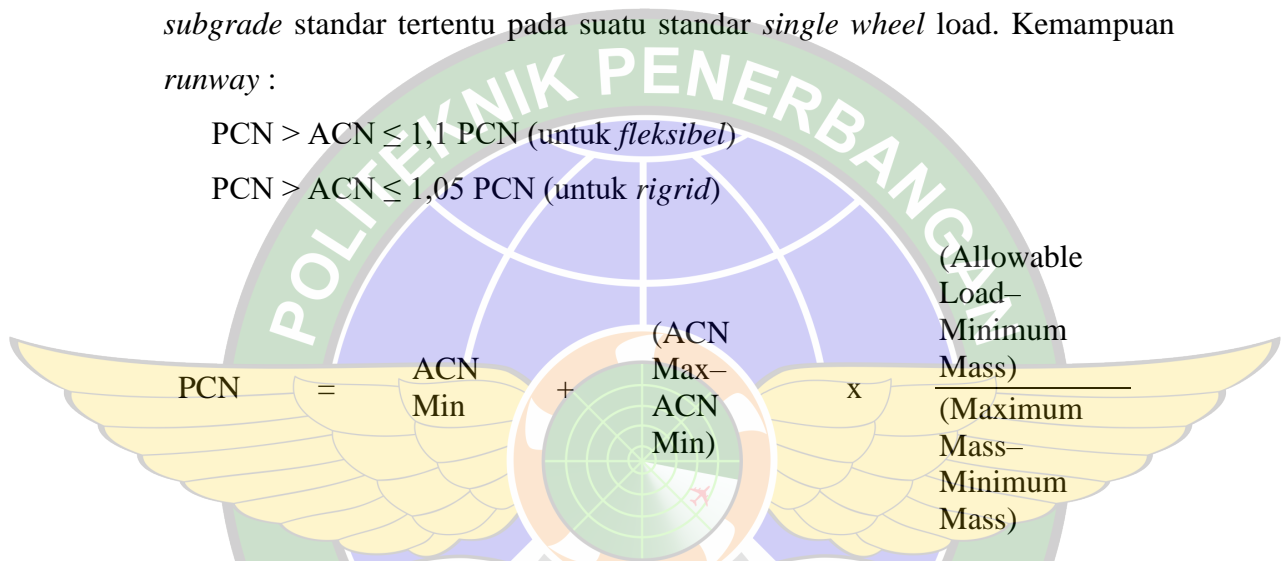 subgrade standar tertentu pada suatu standar single wheel load. Kemampuan
runway :
PCN > ACN ≤ 1,1 PCN (untuk fleksibel)
PCN > ACN ≤ 1,05 PCN (untuk rigrid)
POLITEKNIK PENERBANGAN
PCN = ACN
Min + (ACN
Max–
ACN
Min) x (Allowable
Load–
Minimum
Mass)
(Maximum
Mass–
Minimum
Mass)